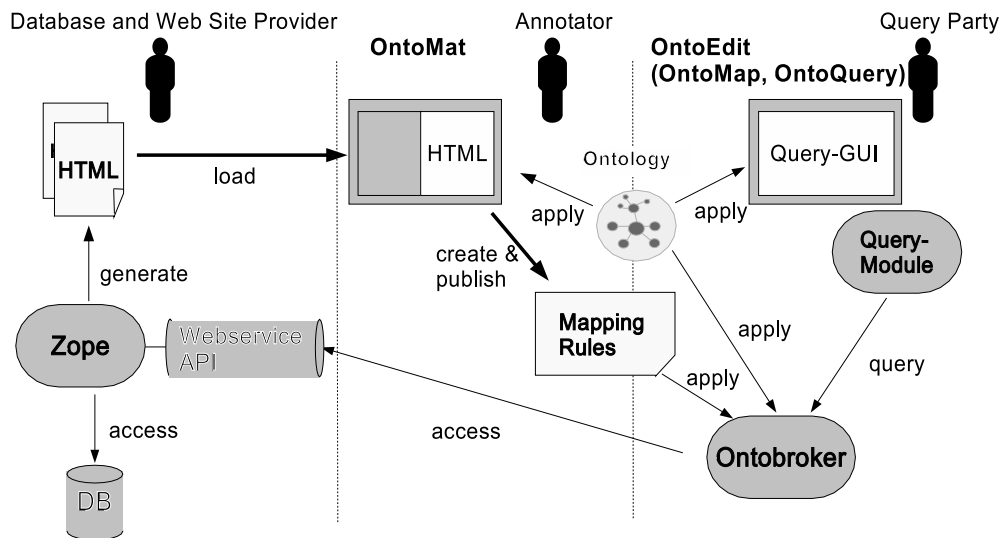 Database and Web Site Provider
Annotator
Query Party
OntoMat
OntoEdit
(OntoMap, OntoQuery)
HTML
load
HTML
Ontology
Query-GUI
apply
apply
generate
create &
publish
Query-
Module
Zope
Webservice
API
Mapping
Rules
apply
apply
query
access
access
Ontobroker
DB